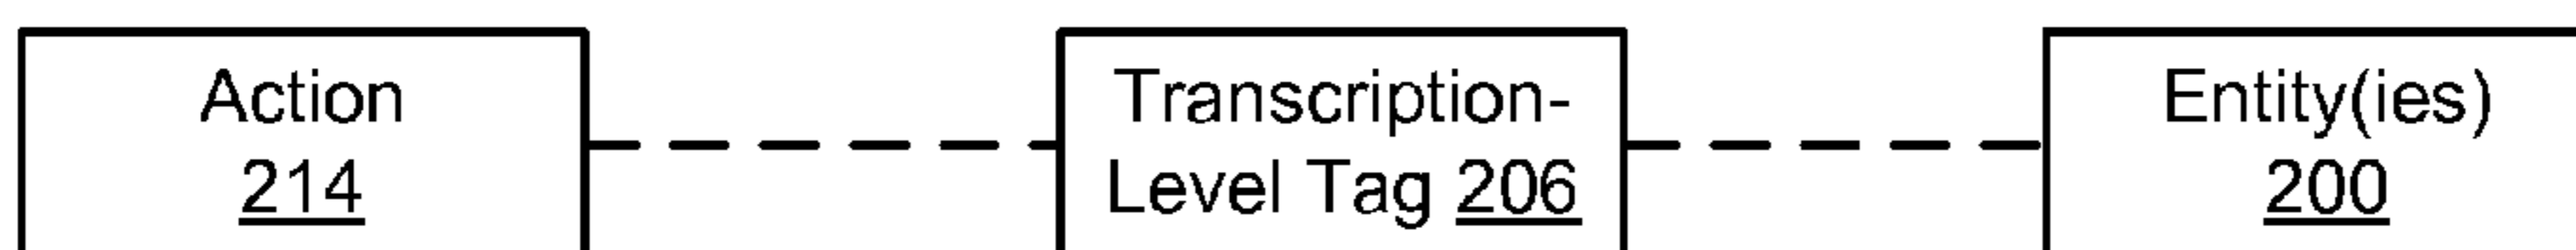 Action
214
Transcription-
Level Tag 206
Entity(ies)
200